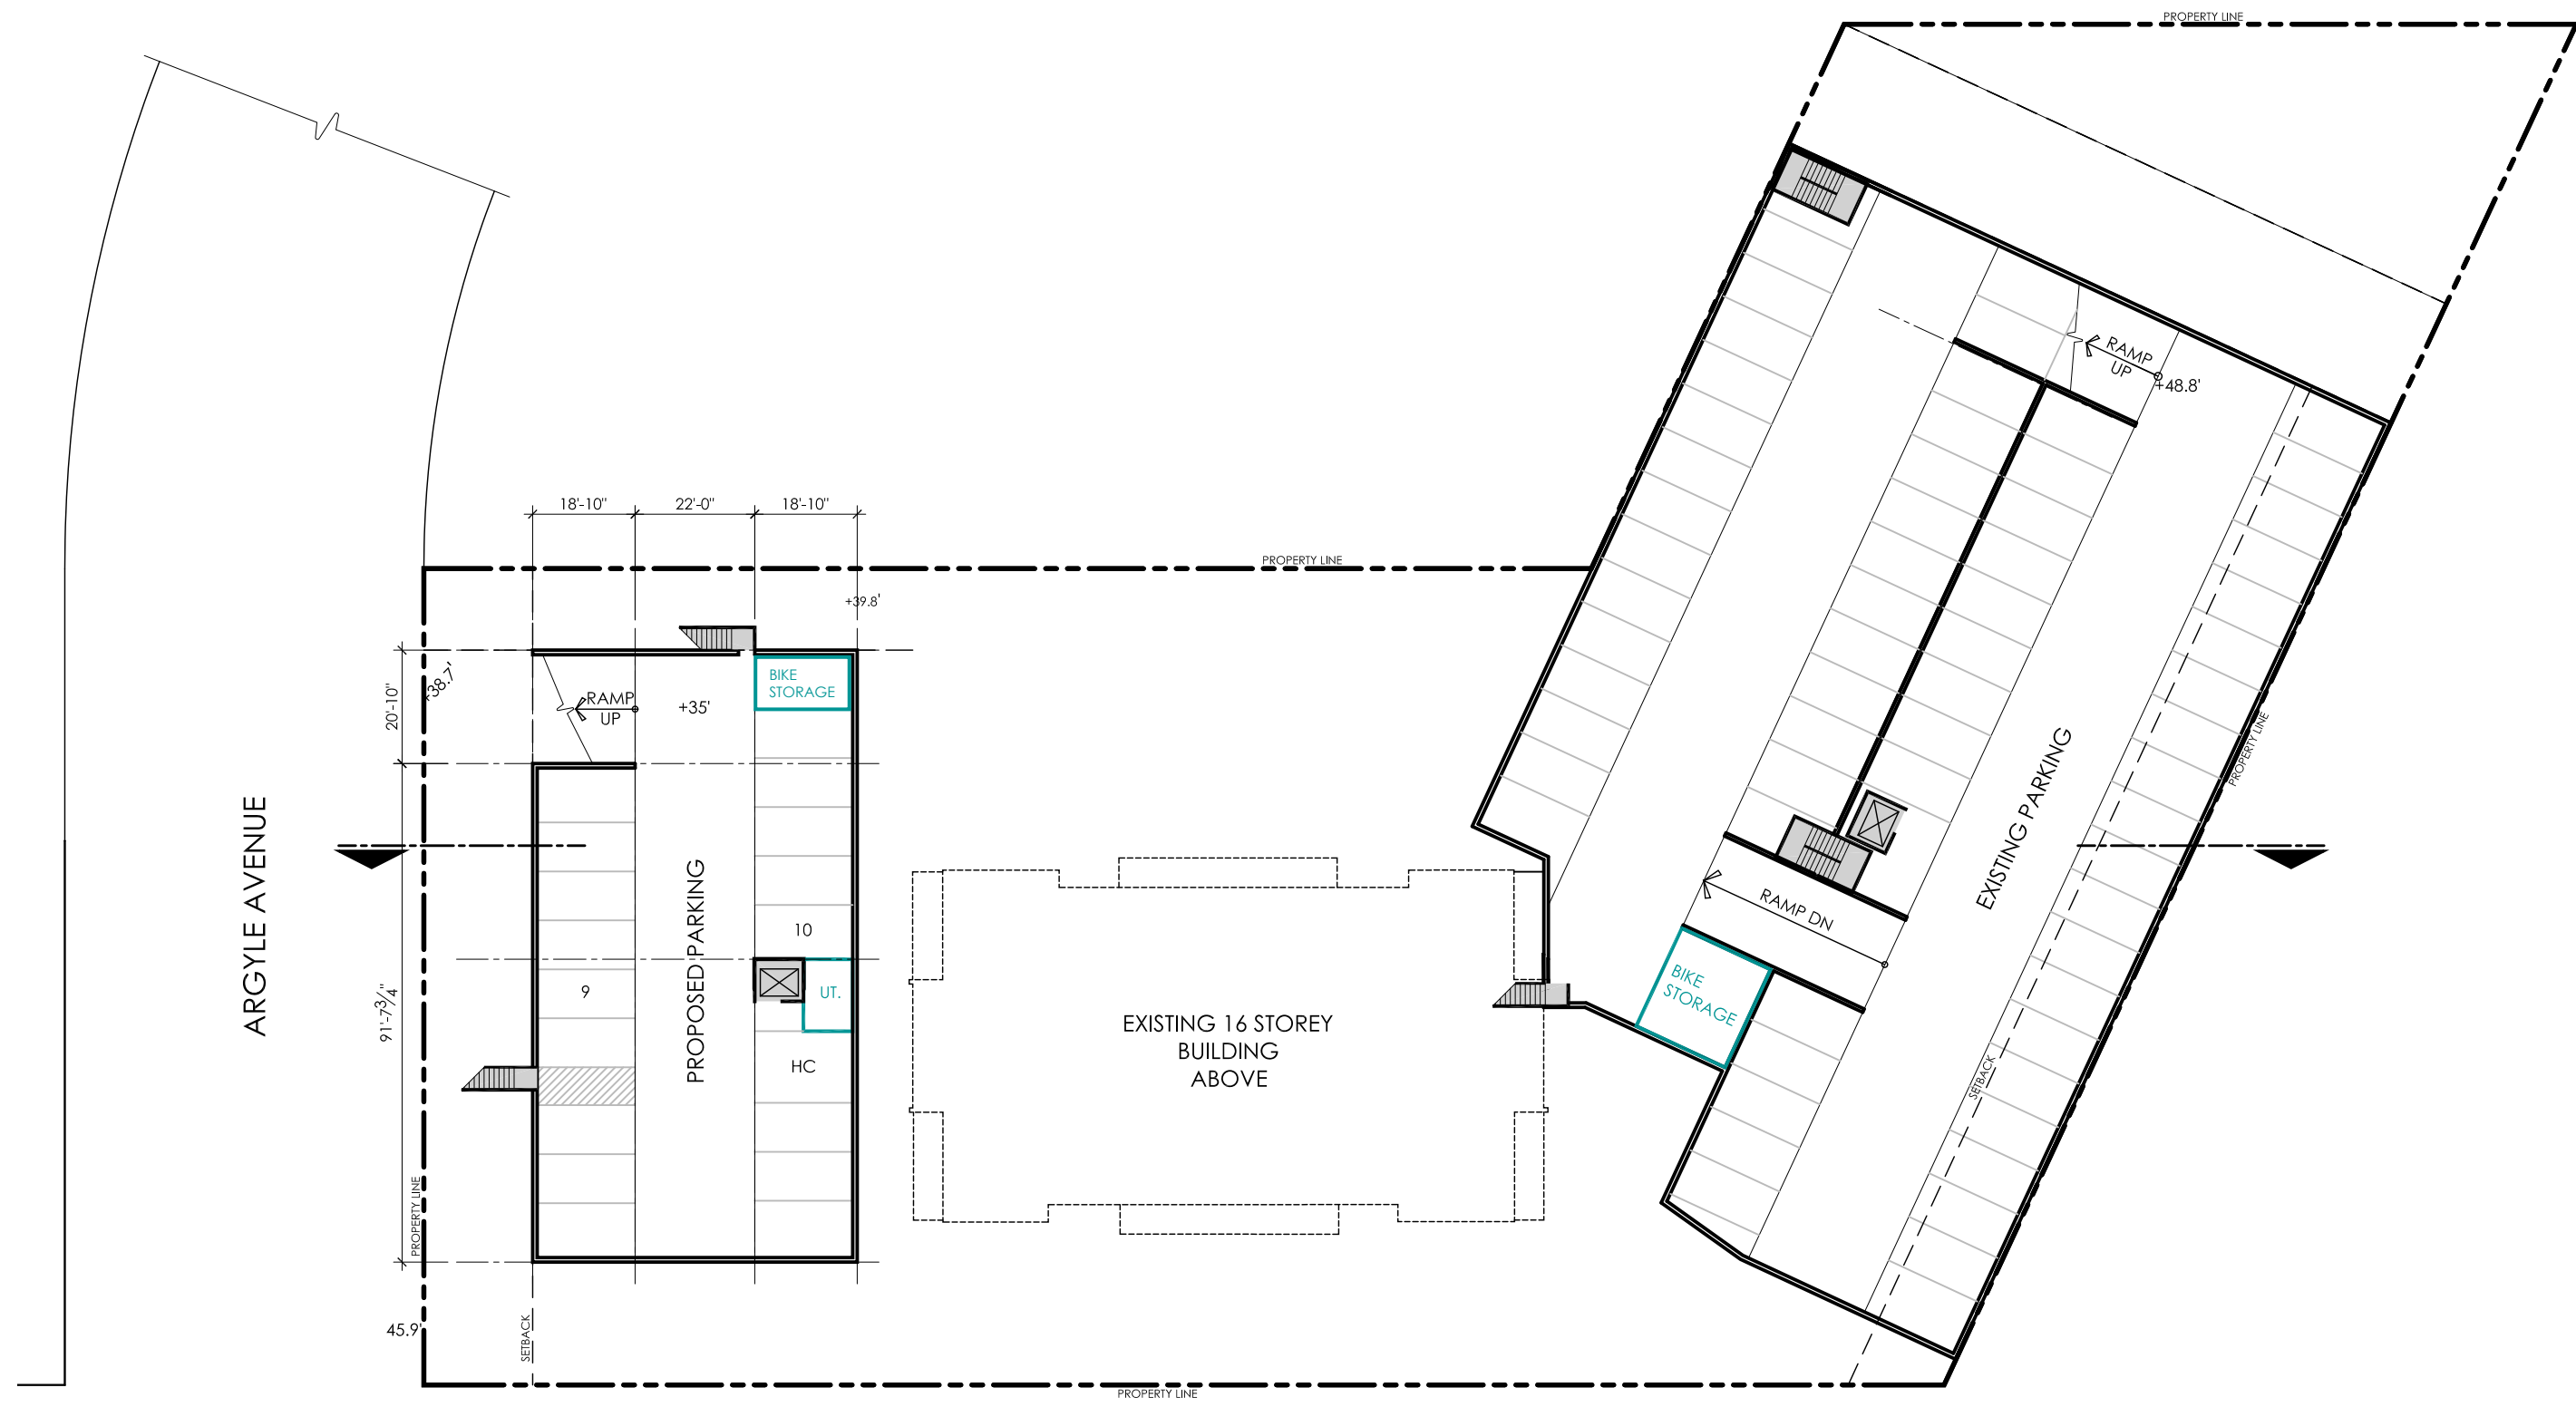 PROPERTY LINE
RAMP
UP
+48.8'
18'-10"
22'-0"
18'-10"
PROPERTY LINE
+39.8'
+38.7'
20'-10"
RAMP
UP
+35'
BIKE
STORAGE
PROPERTY LINE
EXISTING PARKING
ARGYLE AVENUE
PROPOSED PARKING
10
9
UT.
HC
91'-7¾"
RAMP DN
BIKE
STORAGE
EXISTING 16 STOREY
BUILDING
ABOVE
SETBACK
PROPERTY LINE
45.9'
SETBACK
PROPERTY LINE